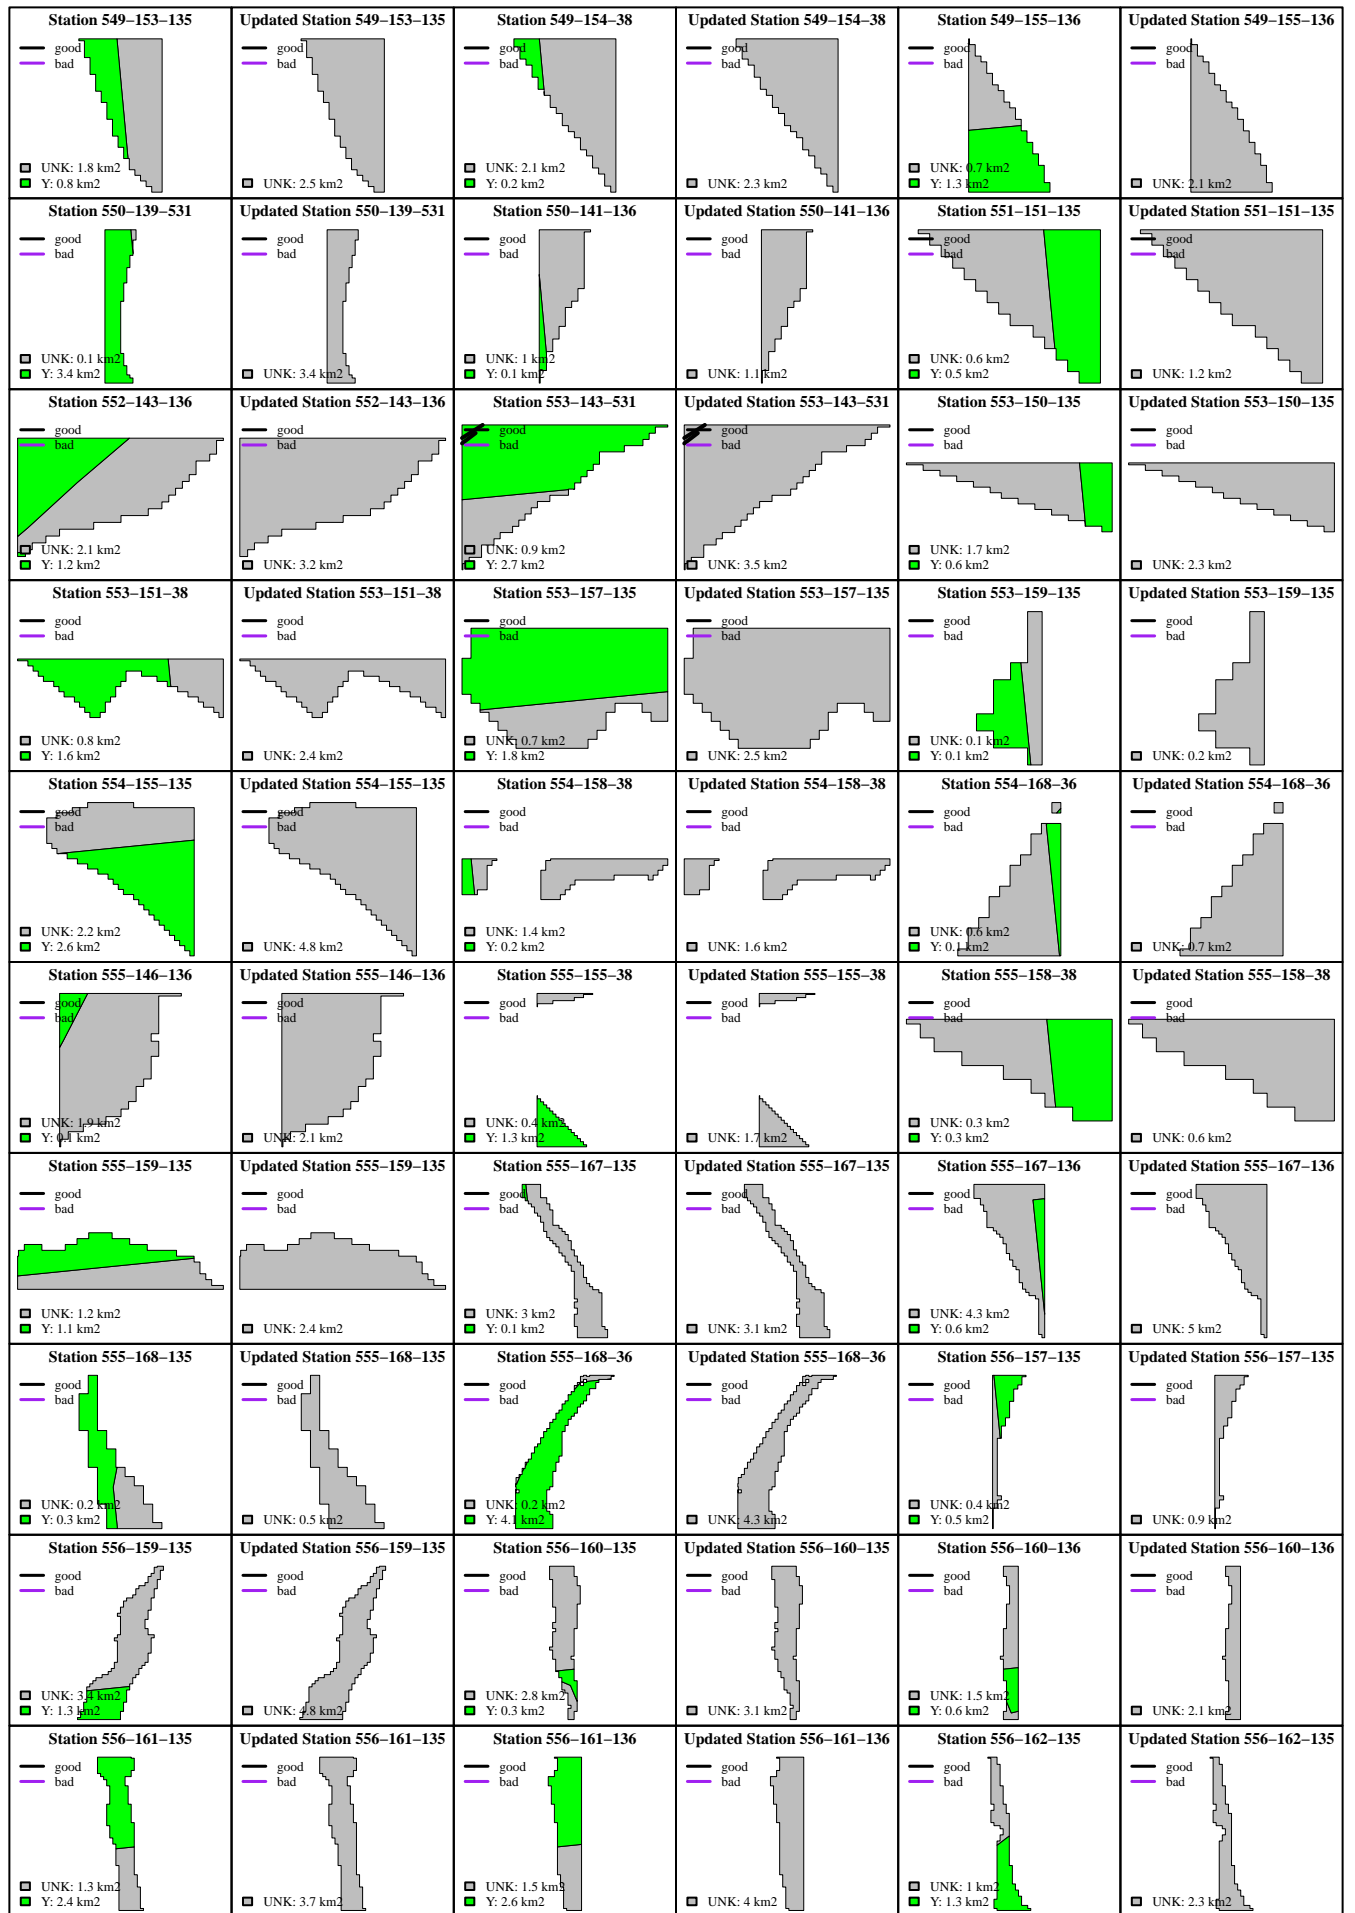 Station 549–153–135
good
bad
UNK: 1.8 km2
Y: 0.8 km2
Updated Station 549–153–135
good
bad
UNK: 2.5 km2
Station 549–154–38
good
bad
UNK: 2.1 km2
Y: 0.2 km2
Updated Station 549–154–38
good
bad
UNK: 2.3 km2
Station 549–155–136
good
bad
UNK: 0.7 km2
Y: 1.3 km2
Updated Station 549–155–136
good
bad
UNK: 2.1 km2
Station 550–139–531
good
bad
UNK: 0.1 km2
Y: 3.4 km2
Updated Station 550–139–531
good
bad
UNK: 3.4 km2
Station 550–141–136
good
bad
UNK: 1 km2
Y: 0.1 km2
Updated Station 550–141–136
good
bad
UNK: 1.1 km2
Station 551–151–135
good
bad
UNK: 0.6 km2
Y: 0.5 km2
Updated Station 551–151–135
good
bad
UNK: 1.2 km2
Station 552–143–136
good
bad
UNK: 2.1 km2
Y: 1.2 km2
Updated Station 552–143–136
good
bad
UNK: 3.2 km2
Station 553–143–531
good
bad
UNK: 0.9 km2
Y: 2.7 km2
Updated Station 553–143–531
good
bad
UNK: 3.5 km2
Station 553–150–135
good
bad
UNK: 1.7 km2
Y: 0.6 km2
Updated Station 553–150–135
good
bad
UNK: 2.3 km2
Station 553–151–38
good
bad
UNK: 0.8 km2
Y: 1.6 km2
Updated Station 553–151–38
good
bad
UNK: 2.4 km2
Station 553–157–135
good
bad
UNK: 0.7 km2
Y: 1.8 km2
Updated Station 553–157–135
good
bad
UNK: 2.5 km2
Station 553–159–135
good
bad
UNK: 0.1 km2
Y: 0.1 km2
Updated Station 553–159–135
good
bad
UNK: 0.2 km2
Station 554–155–135
good
bad
UNK: 2.2 km2
Y: 2.6 km2
Updated Station 554–155–135
good
bad
UNK: 4.8 km2
Station 554–158–38
good
bad
UNK: 1.4 km2
Y: 0.2 km2
Updated Station 554–158–38
good
bad
UNK: 1.6 km2
Station 554–168–36
good
bad
UNK: 0.6 km2
Y: 0.1 km2
Updated Station 554–168–36
good
bad
UNK: 0.7 km2
Station 555–146–136
good
bad
UNK: 1.9 km2
Y: 0.1 km2
Updated Station 555–146–136
good
bad
UNK: 2.1 km2
Station 555–155–38
good
bad
UNK: 0.4 km2
Y: 1.3 km2
Updated Station 555–155–38
good
bad
UNK: 1.7 km2
Station 555–158–38
good
bad
UNK: 0.3 km2
Y: 0.3 km2
Updated Station 555–158–38
good
bad
UNK: 0.6 km2
Station 555–159–135
good
bad
UNK: 1.2 km2
Y: 1.1 km2
Updated Station 555–159–135
good
bad
UNK: 2.4 km2
Station 555–167–135
good
bad
UNK: 3 km2
Y: 0.1 km2
Updated Station 555–167–135
good
bad
UNK: 3.1 km2
Station 555–167–136
good
bad
UNK: 4.3 km2
Y: 0.6 km2
Updated Station 555–167–136
good
bad
UNK: 5 km2
Station 555–168–135
good
bad
UNK: 0.2 km2
Y: 0.3 km2
Updated Station 555–168–135
good
bad
UNK: 0.5 km2
Station 555–168–36
good
bad
UNK: 0.2 km2
Y: 4.1 km2
Updated Station 555–168–36
good
bad
UNK: 4.3 km2
Station 556–157–135
good
bad
UNK: 0.4 km2
Y: 0.5 km2
Updated Station 556–157–135
good
bad
UNK: 0.9 km2
Station 556–159–135
good
bad
UNK: 3.4 km2
Y: 1.3 km2
Updated Station 556–159–135
good
bad
UNK: 4.8 km2
Station 556–160–135
good
bad
UNK: 2.8 km2
Y: 0.3 km2
Updated Station 556–160–135
good
bad
UNK: 3.1 km2
Station 556–160–136
good
bad
UNK: 1.5 km2
Y: 0.6 km2
Updated Station 556–160–136
good
bad
UNK: 2.1 km2
Station 556–161–135
good
bad
UNK: 1.3 km2
Y: 2.4 km2
Updated Station 556–161–135
good
bad
UNK: 3.7 km2
Station 556–161–136
good
bad
UNK: 1.5 km2
Y: 2.6 km2
Updated Station 556–161–136
good
bad
UNK: 4 km2
Station 556–162–135
good
bad
UNK: 1 km2
Y: 1.3 km2
Updated Station 556–162–135
good
bad
UNK: 2.3 km2